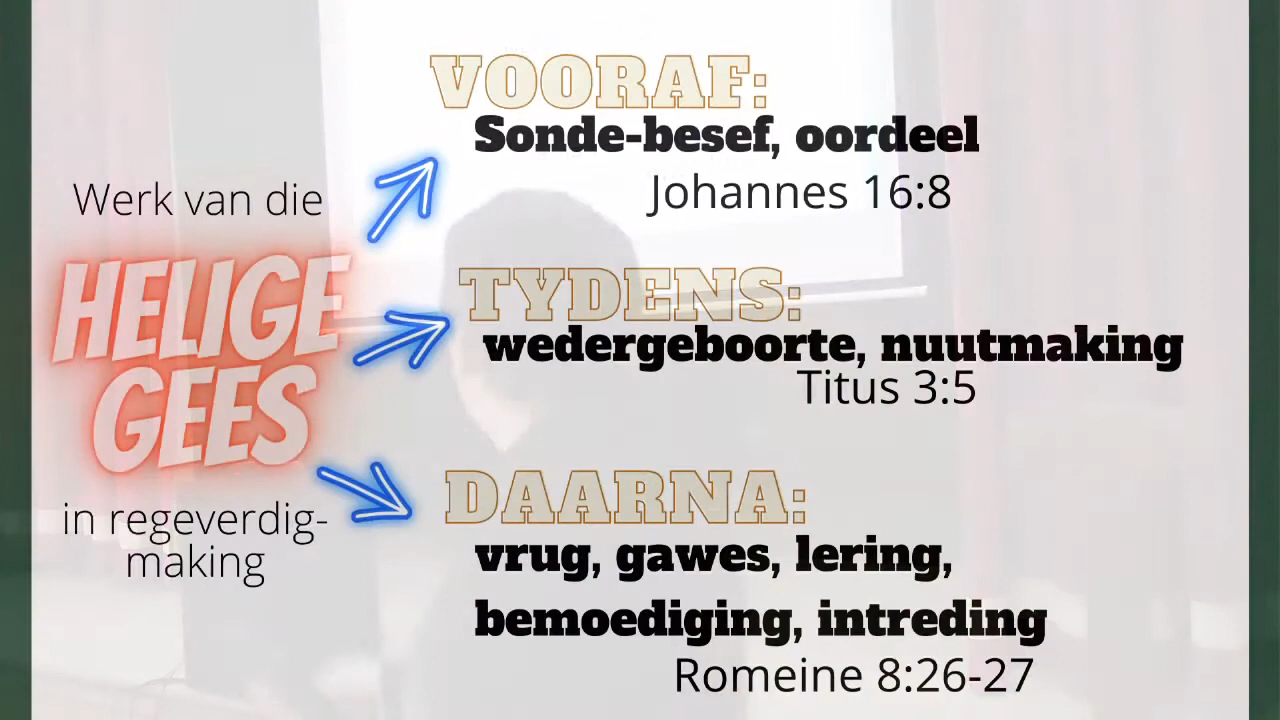 Werk van die
HELIGE
GEES
in regeverdig-
making
VOORAF:
Sonde-besef, oordeel
Johannes 16:8
TYDENS:
wedergeboorte, nuutmaking
Titus 3:5
DAARNA:
vrug, gawes, lering,
bemoediging, intreding
Romeine 8:26-27